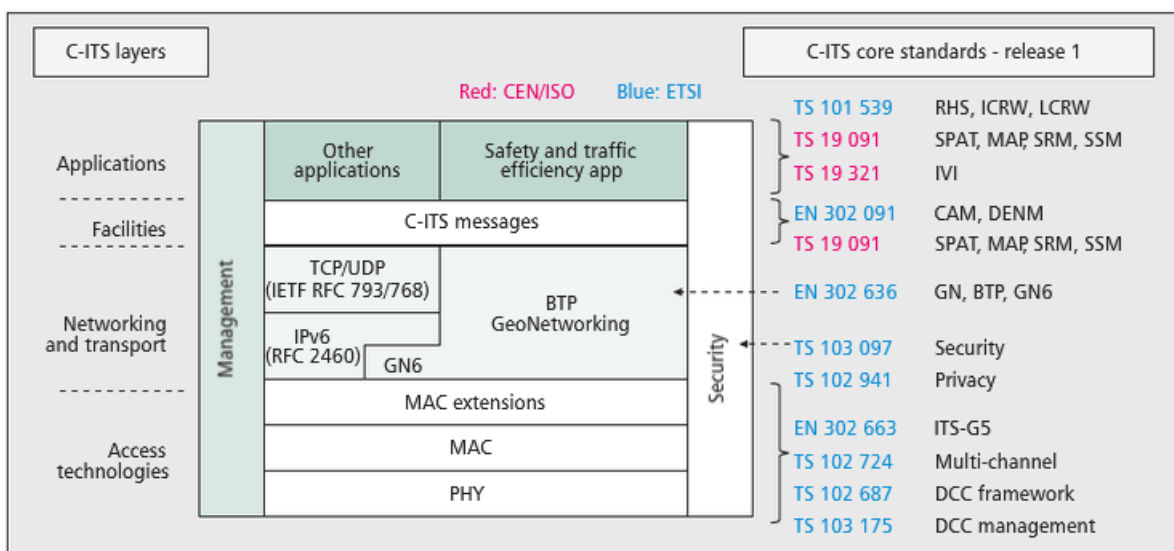 C-ITS layers
C-ITS core standards - release 1
Red: CEN/ISO Blue: ETSI
Applications
Facilities
Networking
and transport
Access
technologies
Management
Other
applications
Safety and traffic
efficiency app
C-ITS messages
TCP/UDP
(IETF RFC 793/768)
IPv6
(RFC 2460)
GN6
BTP
GeoNetworking
MAC extensions
MAC
PHY
Security
TS 101 539 RHS, ICRW, LCRW
TS 19 091 SPAT, MAP, SRM, SSM
TS 19 321 IVI
EN 302 091 CAM, DENM
TS 19 091 SPAT, MAP, SRM, SSM
EN 302 636 GN, BTP, GN6
TS 103 097 Security
TS 102 941 Privacy
EN 302 663 ITS-G5
TS 102 724 Multi-channel
TS 102 687 DCC framework
TS 103 175 DCC management